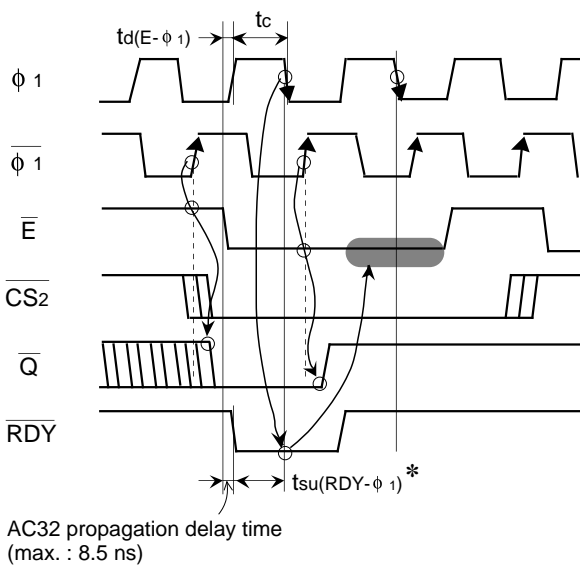 td(E-ϕ1) tc
ϕ1
ϕ1
E
CS2
Q
RDY
tsu(RDY-ϕ1)*
AC32 propagation delay time
(max. : 8.5 ns)